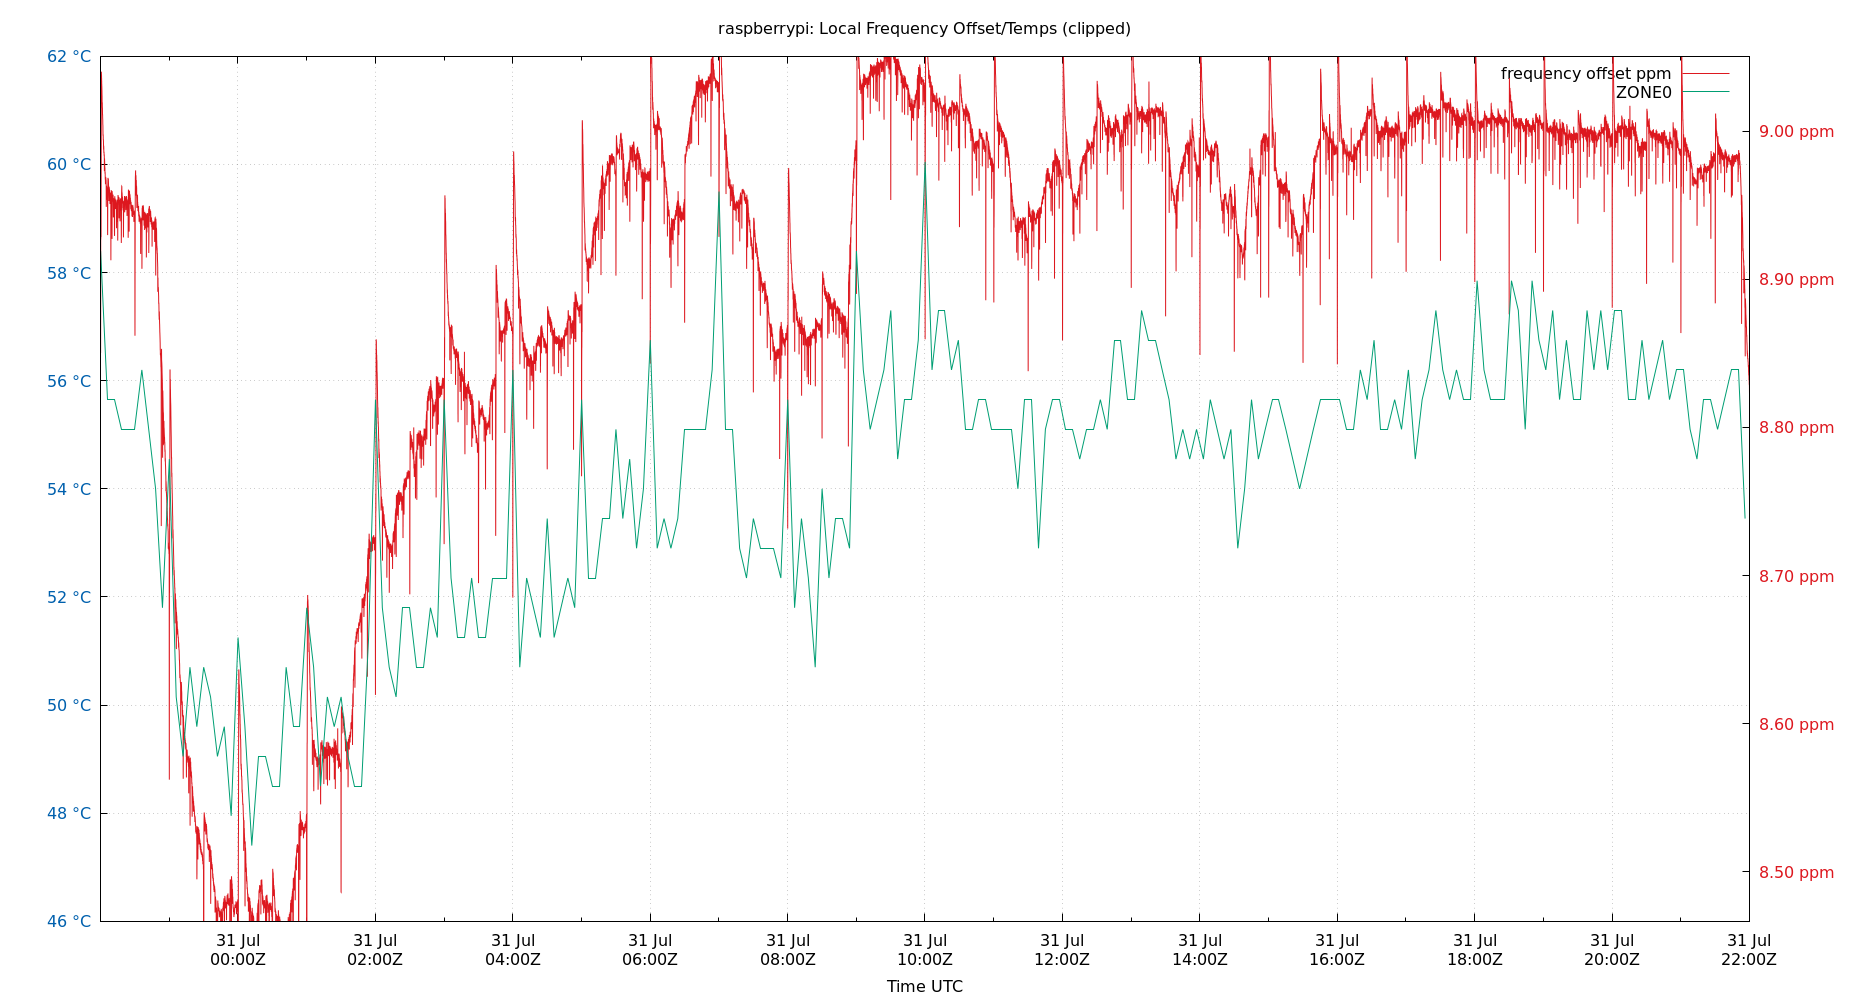 raspberrypi: Local Frequency Offset/Temps (clipped)
62 °C
60 °C
58 °C
56 °C
54 °C
52 °C
50 °C
48 °C
46 °C
frequency offset ppm
ZONE0
9.00 ppm
8.90 ppm
8.80 ppm
8.70 ppm
8.60 ppm
8.50 ppm
31 Jul 31 Jul 31 Jul 31 Jul 31 Jul 31 Jul 31 Jul 31 Jul 31 Jul 31 Jul 31 Jul 31 Jul
00:00Z 02:00Z 04:00Z 06:00Z 08:00Z 10:00Z 12:00Z 14:00Z 16:00Z 18:00Z 20:00Z 22:00Z
Time UTC